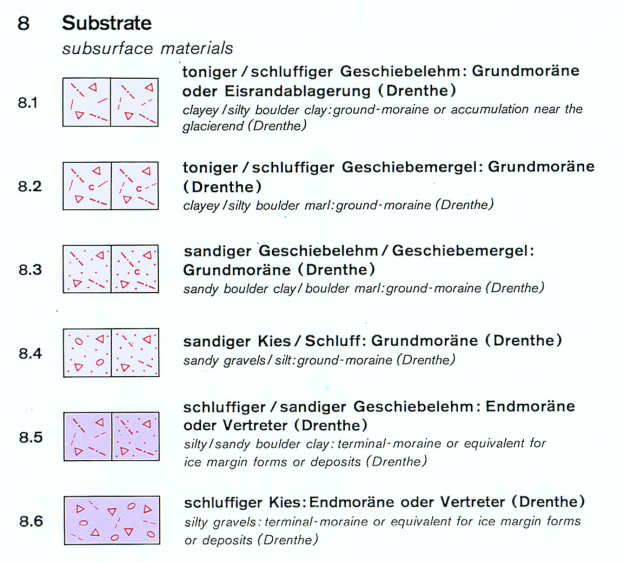 8 Substrate
subsurface materials
8.1 toniger / schluffiger Geschiebelehm: Grundmoräne
oder Eisrandablagerung (Drenthe)
clayey / silty boulder clay: ground-moraine or accumulation near the
glacierend (Drenthe)
8.2 toniger / schluffiger Geschiebemergel: Grundmoräne
(Drenthe)
clayey / silty boulder marl: ground-moraine (Drenthe)
C C
8.3 sandiger Geschiebelehm / Geschiebemergel:
Grundmoräne (Drenthe)
sandy boulder clay / boulder marl: ground-moraine (Drenthe)
C
8.4 sandiger Kies / Schluff: Grundmoräne (Drenthe)
sandy gravels / silt: ground-moraine (Drenthe)
8.5 schluffiger / sandiger Geschiebelehm: Endmoräne
oder Vertreter (Drenthe)
silty / sandy boulder clay: terminal-moraine or equivalent for
ice margin forms or deposits (Drenthe)
8.6 schluffiger Kies: Endmoräne oder Vertreter (Drenthe)
silty gravels: terminal-moraine or equivalent for ice margin forms
or deposits (Drenthe)